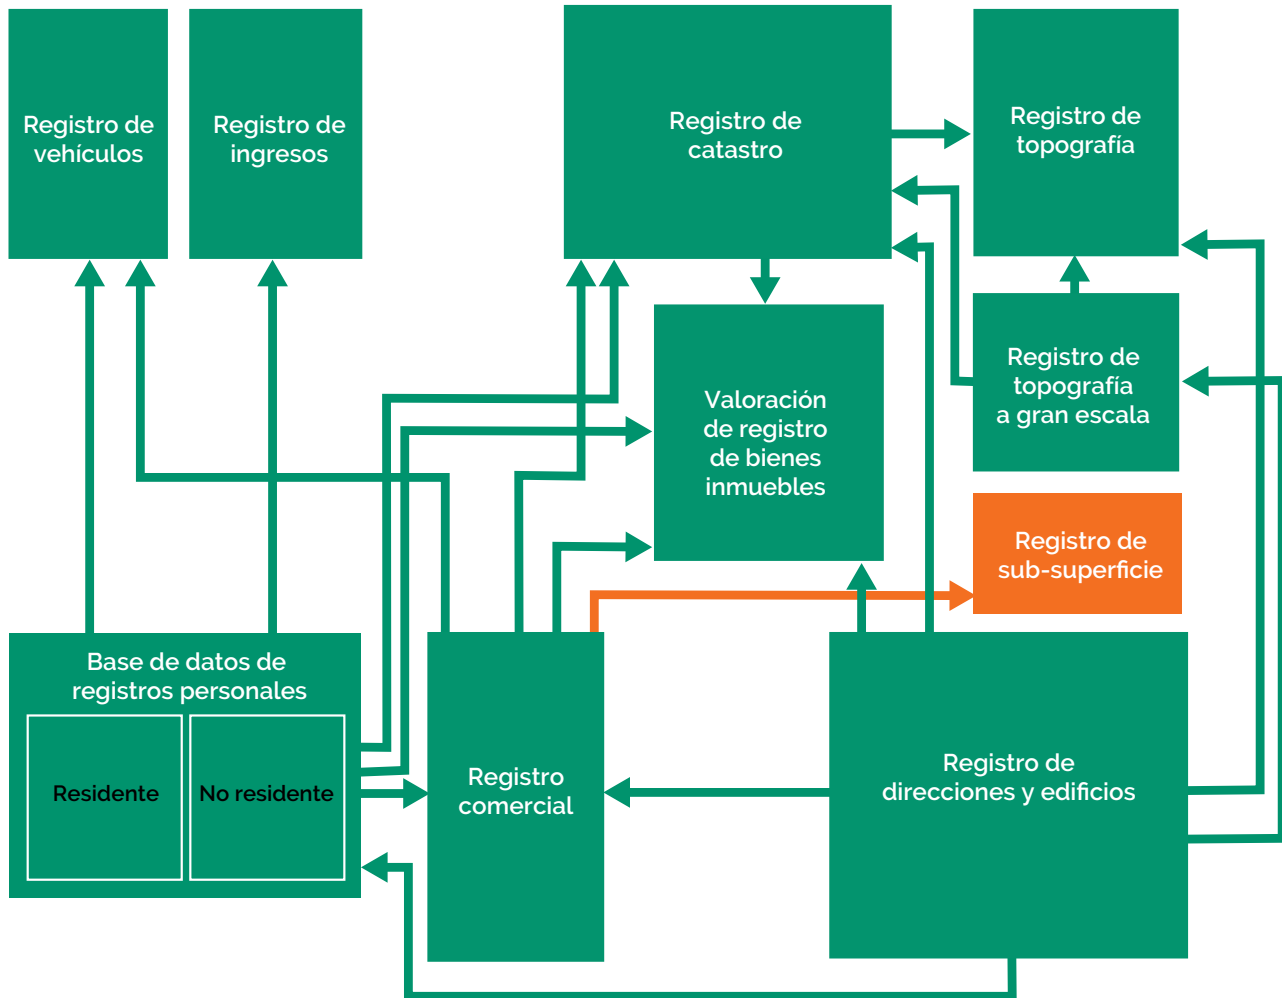 Registro de
vehículos
Registro de
ingresos
Registro de
catastro
Registro de
topografía
Valoración
de registro
de bienes
inmuebles
Registro de
topografía
a gran escala
Registro de
sub-superficie
Base de datos de
registros personales
Residente
No residente
Registro
comercial
Registro de
direcciones y edificios